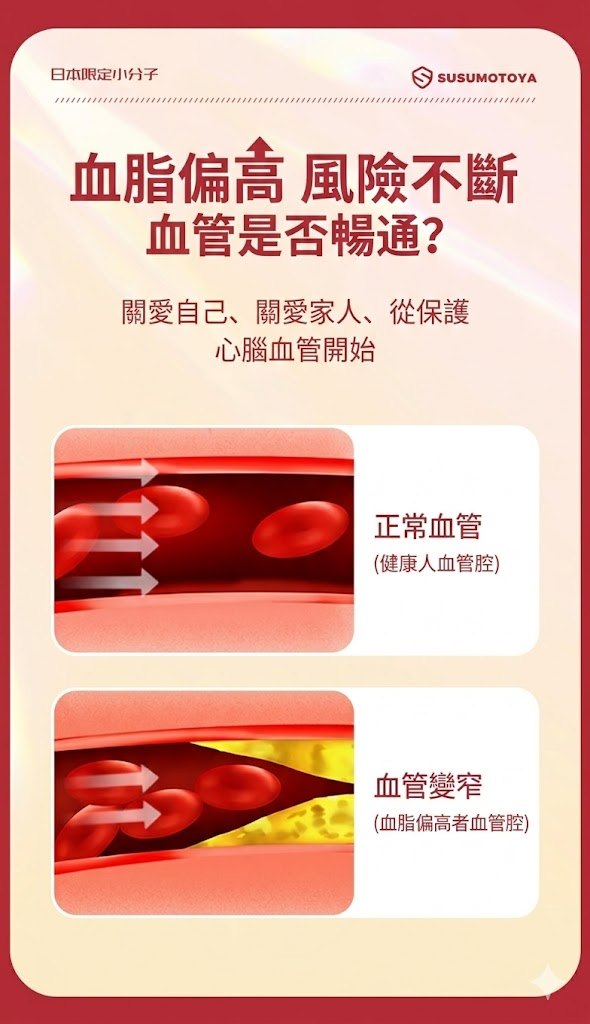 日本限定小分子
SUSUMOTOYA
血脂偏高 風險不斷
血管是否暢通?
關愛自己、關愛家人、從保護
心腦血管開始
正常血管
(健康人血管腔)
血管變窄
(血脂偏高者血管腔)